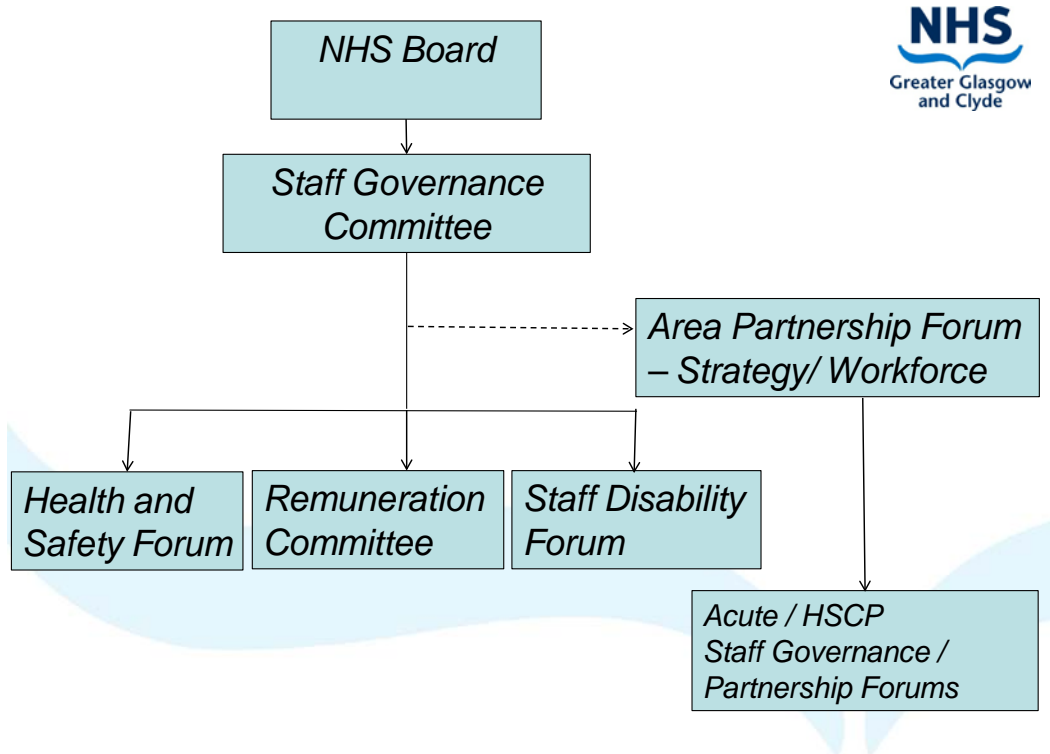 NHS Board
NHS
Greater Glasgow
and Clyde
Staff Governance
Committee
Area Partnership Forum
– Strategy/ Workforce
Health and
Safety Forum
Remuneration
Committee
Staff Disability
Forum
Acute / HSCP
Staff Governance /
Partnership Forums